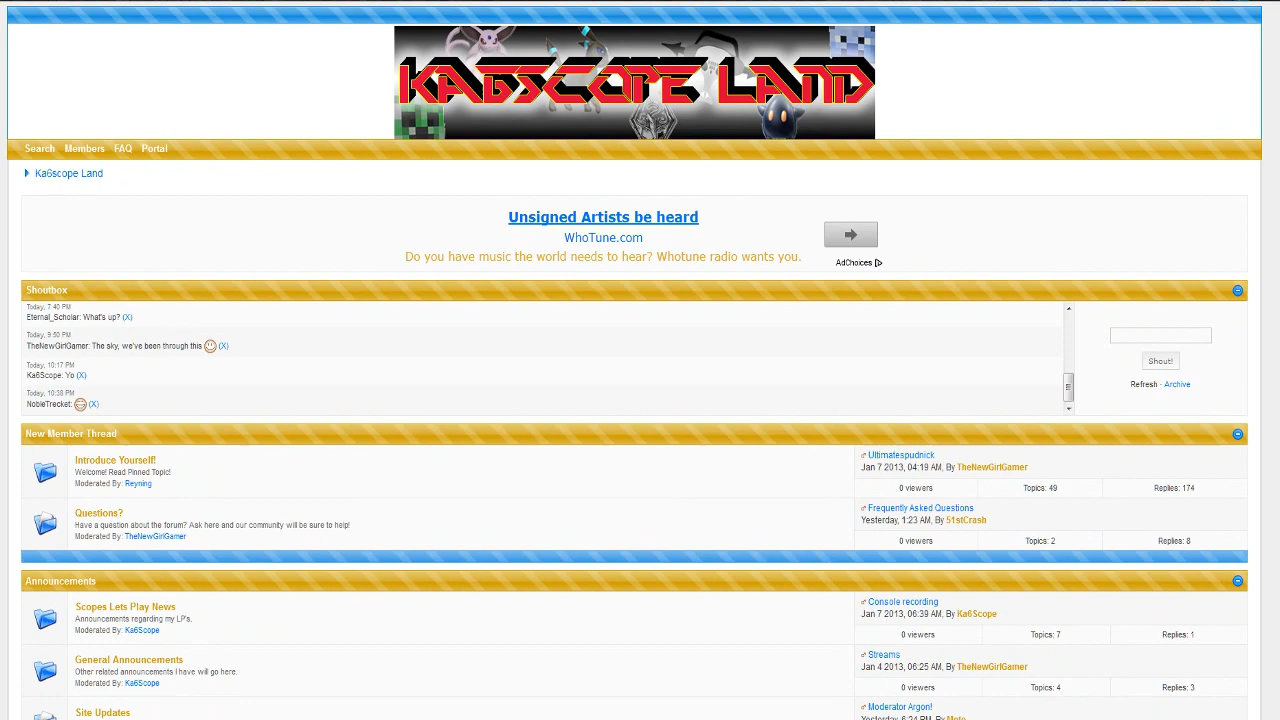 KA6SCOPE LAND
Search Members FAQ Portal
Ka6scope Land
Unsigned Artists be heard
WhoTune.com
Do you have music the world needs to hear? Whotune radio wants you.
AdChoices
Shoutbox
Today, 7:40 PM
Eternal_Scholar: What's up? (X)
Today, 9:50 PM
TheNewGirlGamer: The sky, we've been through this (X)
Today, 10:17 PM
Ka6Scope: Yo (X)
Today, 10:38 PM
NobleTrecket: (X)
Shout!
Refresh - Archive
New Member Thread
Introduce Yourself!
Welcome! Read Pinned Topic!
Moderated By: Reyning
Ultimatespudnick
Jan 7 2013, 04:19 AM, By TheNewGirlGamer
0 viewers Topics: 49 Replies: 174
Questions?
Have a question about the forum? Ask here and our community will be sure to help!
Moderated By: TheNewGirlGamer
Frequently Asked Questions
Yesterday, 1:23 AM, By 51stCrash
0 viewers Topics: 2 Replies: 8
Announcements
Scopes Lets Play News
Announcements regarding my LP's.
Moderated By: Ka6Scope
Console recording
Jan 7 2013, 06:39 AM, By Ka6Scope
0 viewers Topics: 7 Replies: 1
General Announcements
Other related announcements I have will go here.
Moderated By: Ka6Scope
Streams
Jan 4 2013, 06:25 AM, By TheNewGirlGamer
0 viewers Topics: 4 Replies: 3
Site Updates
Moderator Argon!
Yesterday, 6:24 PM, By Moto